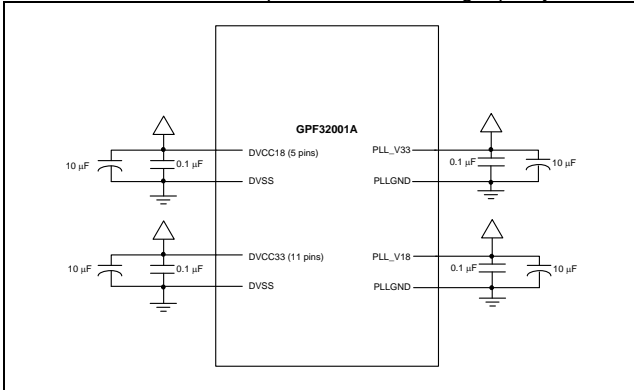 GPF32001A
DVCC18 (5 pins)
PLL_V33
10 μF
0.1 μF
0.1 μF
10 μF
DVSS
PLLGND
DVCC33 (11 pins)
PLL_V18
10 μF
0.1 μF
0.1 μF
10 μF
DVSS
PLLGND